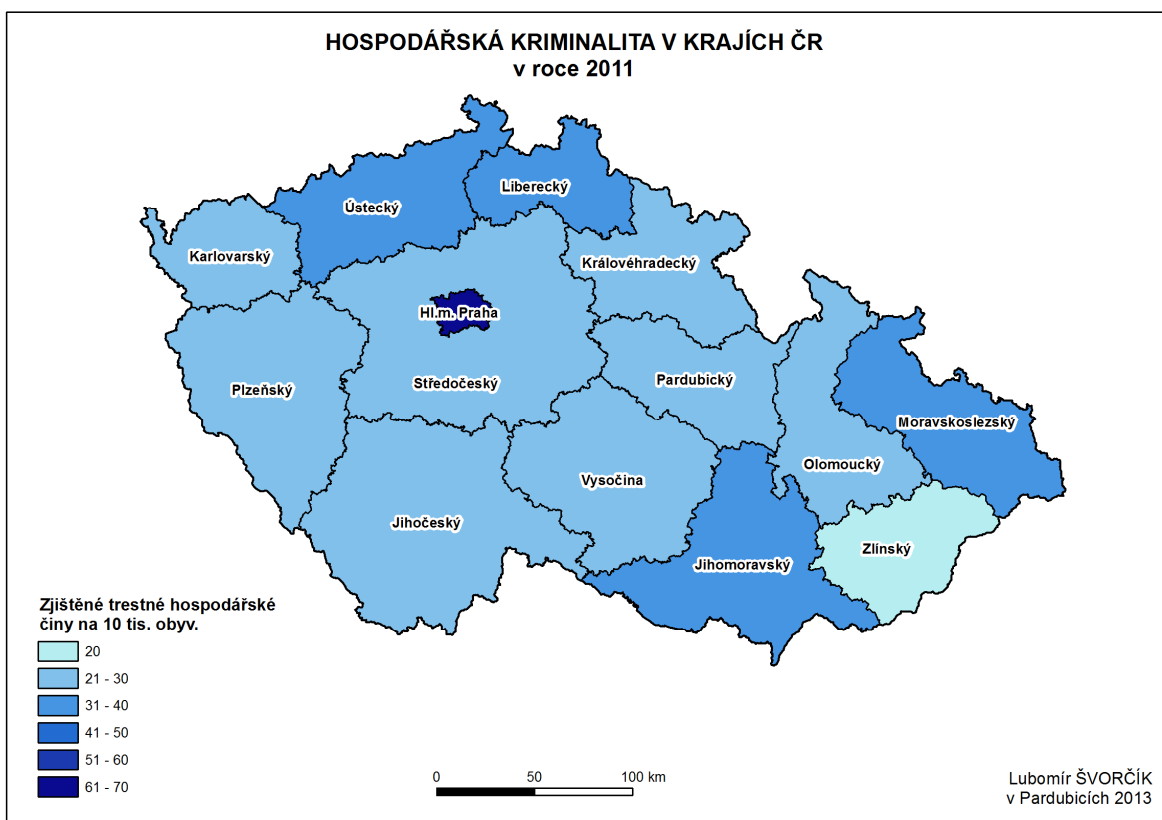 HOSPODÁŘSKÁ KRIMINALITA V KRAJÍCH ČR
v roce 2011
Liberecký
Ústecký
Karlovarský
Královéhradecký
Hl.m. Praha
Středočeský
Pardubický
Plzeňský
Moravskoslezský
Olomoucký
Vysočina
Jihočeský
Zlínský
Jihomoravský
Zjištěné trestné hospodářské
činy na 10 tis. obyv.
20
21 - 30
31 - 40
41 - 50
51 - 60
61 - 70
0 50 100 km
Lubomír ŠVORČÍK
v Pardubicích 2013